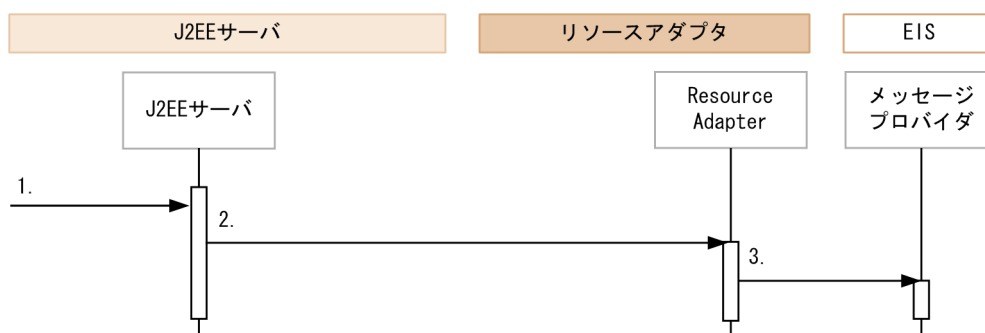 J2EEサーバ
リソースアダプタ
EIS
J2EEサーバ
Resource
Adapter
メッセージ
プロバイダ
1.
2.
3.